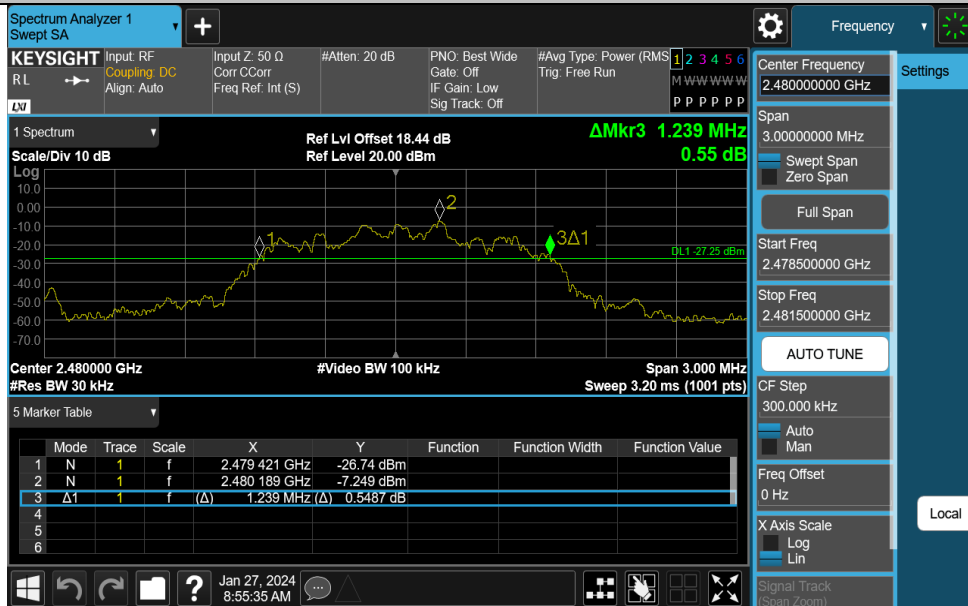 Spectrum Analyzer 1
Swept SA
+
Frequency
KEYSIGHT
RL
LXI
Input: RF
Coupling: DC
Align: Auto
Input Z: 50 Ω
Corr CCorr
Freq Ref: Int (S)
#Atten: 20 dB
PNO: Best Wide
Gate: Off
IF Gain: Low
Sig Track: Off
#Avg Type: Power (RMS
Trig: Free Run
1 2 3 4 5 6
M W W W W W
P P P P P P
1 Spectrum
Scale/Div 10 dB
Log
Ref Lvl Offset 18.44 dB
Ref Level 20.00 dBm
ΔMkr3 1.239 MHz
0.55 dB
10.0
0.00
-10.0
-20.0
-30.0
-40.0
-50.0
-60.0
-70.0
1
2
3Δ1
DL1 -27.25 dBm
Center 2.480000 GHz
#Video BW 100 kHz
Span 3.000 MHz
#Res BW 30 kHz
Sweep 3.20 ms (1001 pts)
5 Marker Table
Mode Trace Scale X Y Function Function Width Function Value
1 N 1 f 2.479 421 GHz -26.74 dBm
2 N 1 f 2.480 189 GHz -7.249 dBm
3 Δ1 1 f (Δ) 1.239 MHz (Δ) 0.5487 dB
4
5
6
Center Frequency
2.480000000 GHz
Settings
Span
3.00000000 MHz
Swept Span
Zero Span
Full Span
Start Freq
2.478500000 GHz
Stop Freq
2.481500000 GHz
AUTO TUNE
CF Step
300.000 kHz
Auto
Man
Freq Offset
0 Hz
Local
X Axis Scale
Log
Lin
Signal Track
(Span Zoom)
?
Jan 27, 2024
8:55:35 AM